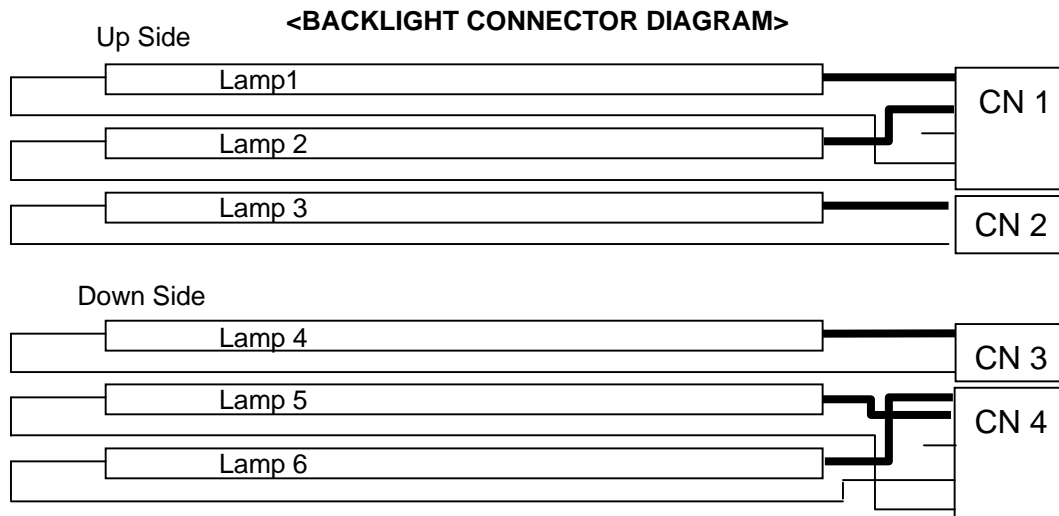 <BACKLIGHT CONNECTOR DIAGRAM>
Up Side
Lamp1
CN 1
Lamp 2
Lamp 3
CN 2
Down Side
Lamp 4
CN 3
Lamp 5
CN 4
Lamp 6